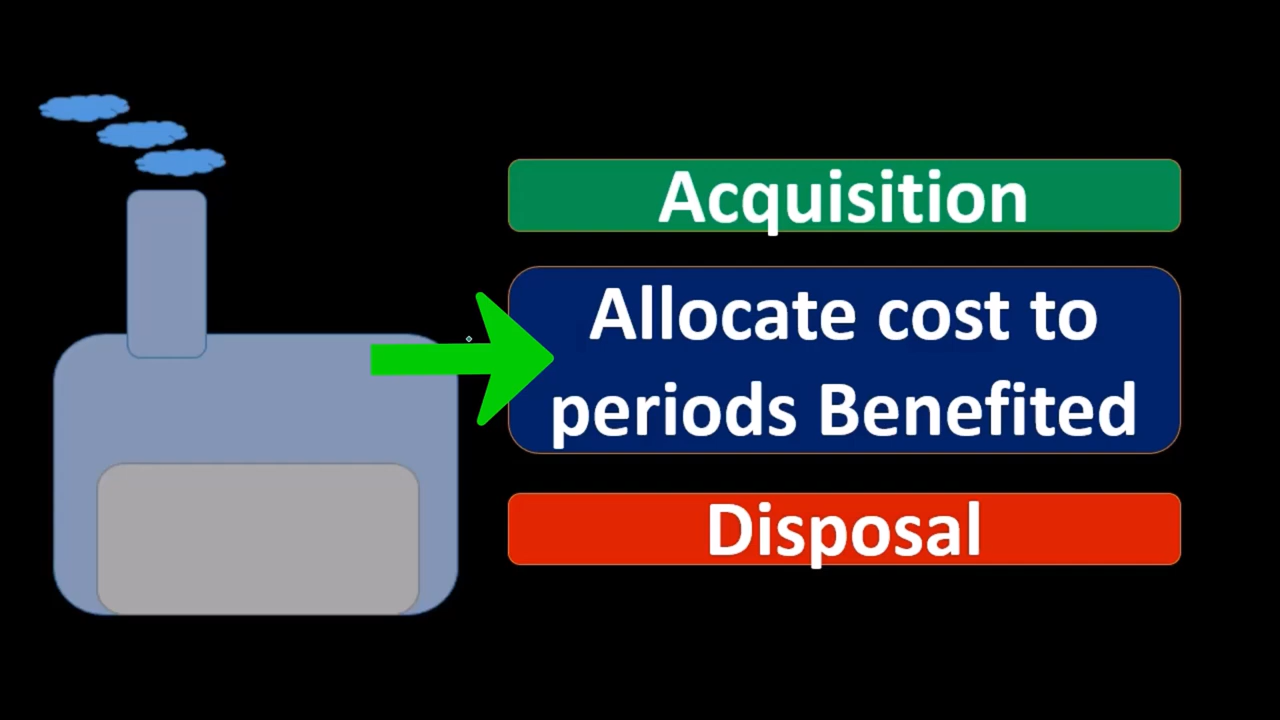 Acquisition
Allocate cost to
periods Benefited
Disposal